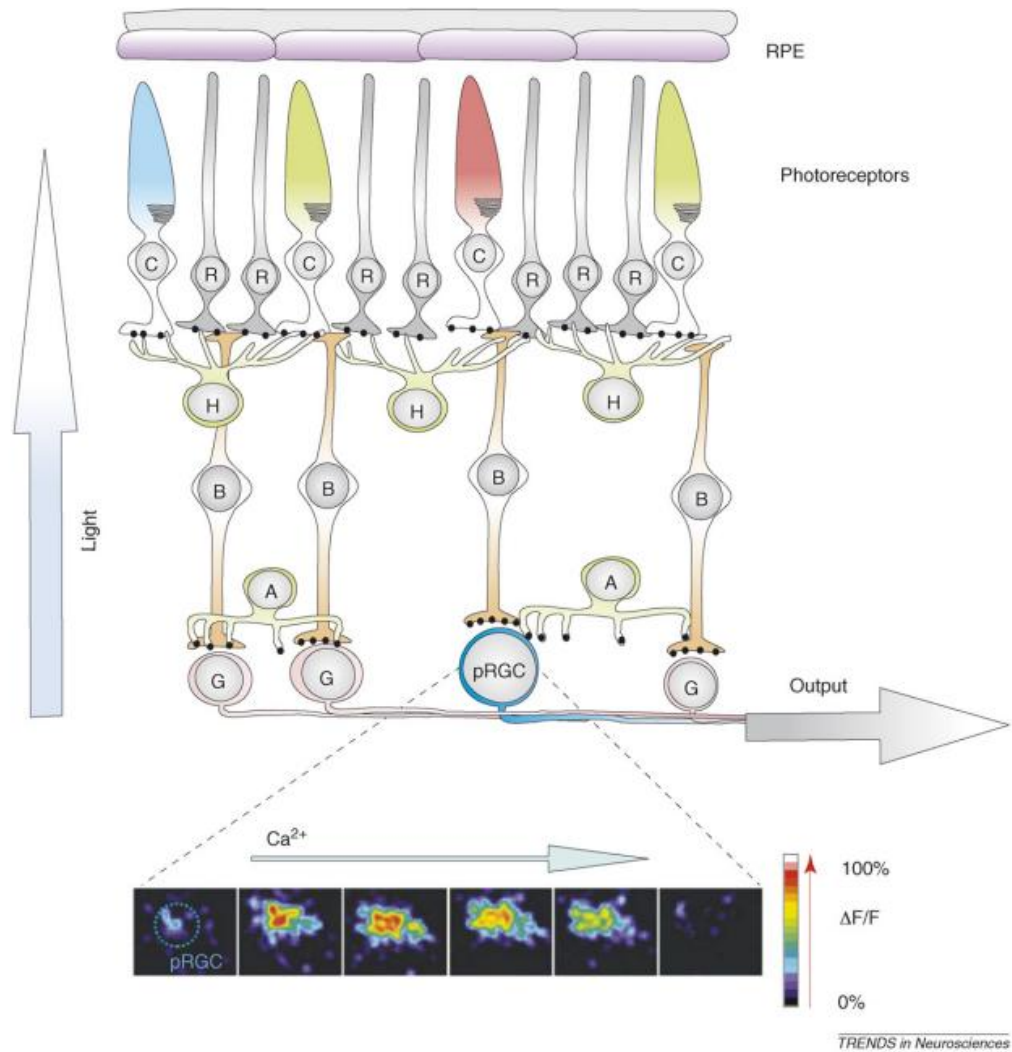 RPE
Photoreceptors
C R R C R R C R R R C
H H H
B B B B
Light
A A
G G pRGC G
Output
Ca2+
100%
ΔF/F
pRGC
0%
TRENDS in Neurosciences